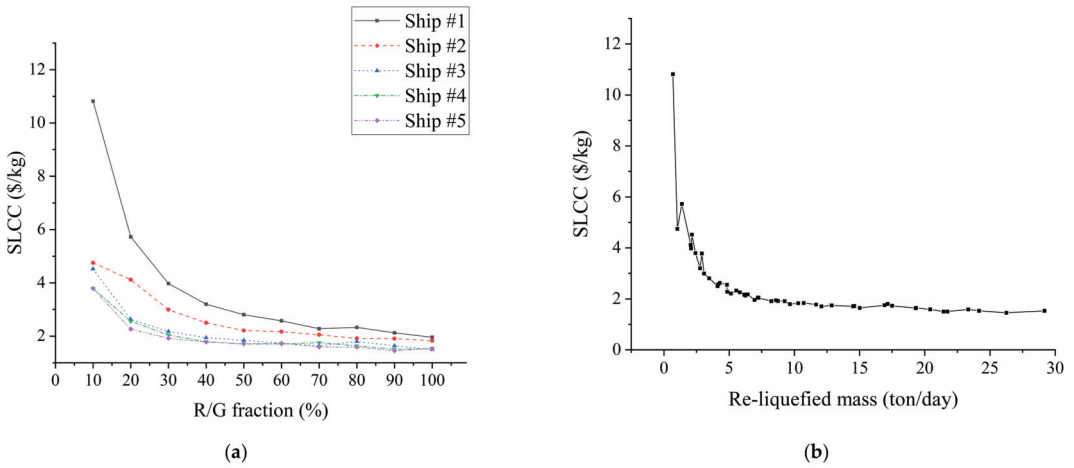 Ship #1
Ship #2
Ship #3
Ship #4
Ship #5
12
10
8
6
4
2
SLCC ($/kg)
0 10 20 30 40 50 60 70 80 90 100
R/G fraction (%)
(a)
12
10
8
6
4
2
0
SLCC ($/kg)
0 5 10 15 20 25 30
Re-liquefied mass (ton/day)
(b)